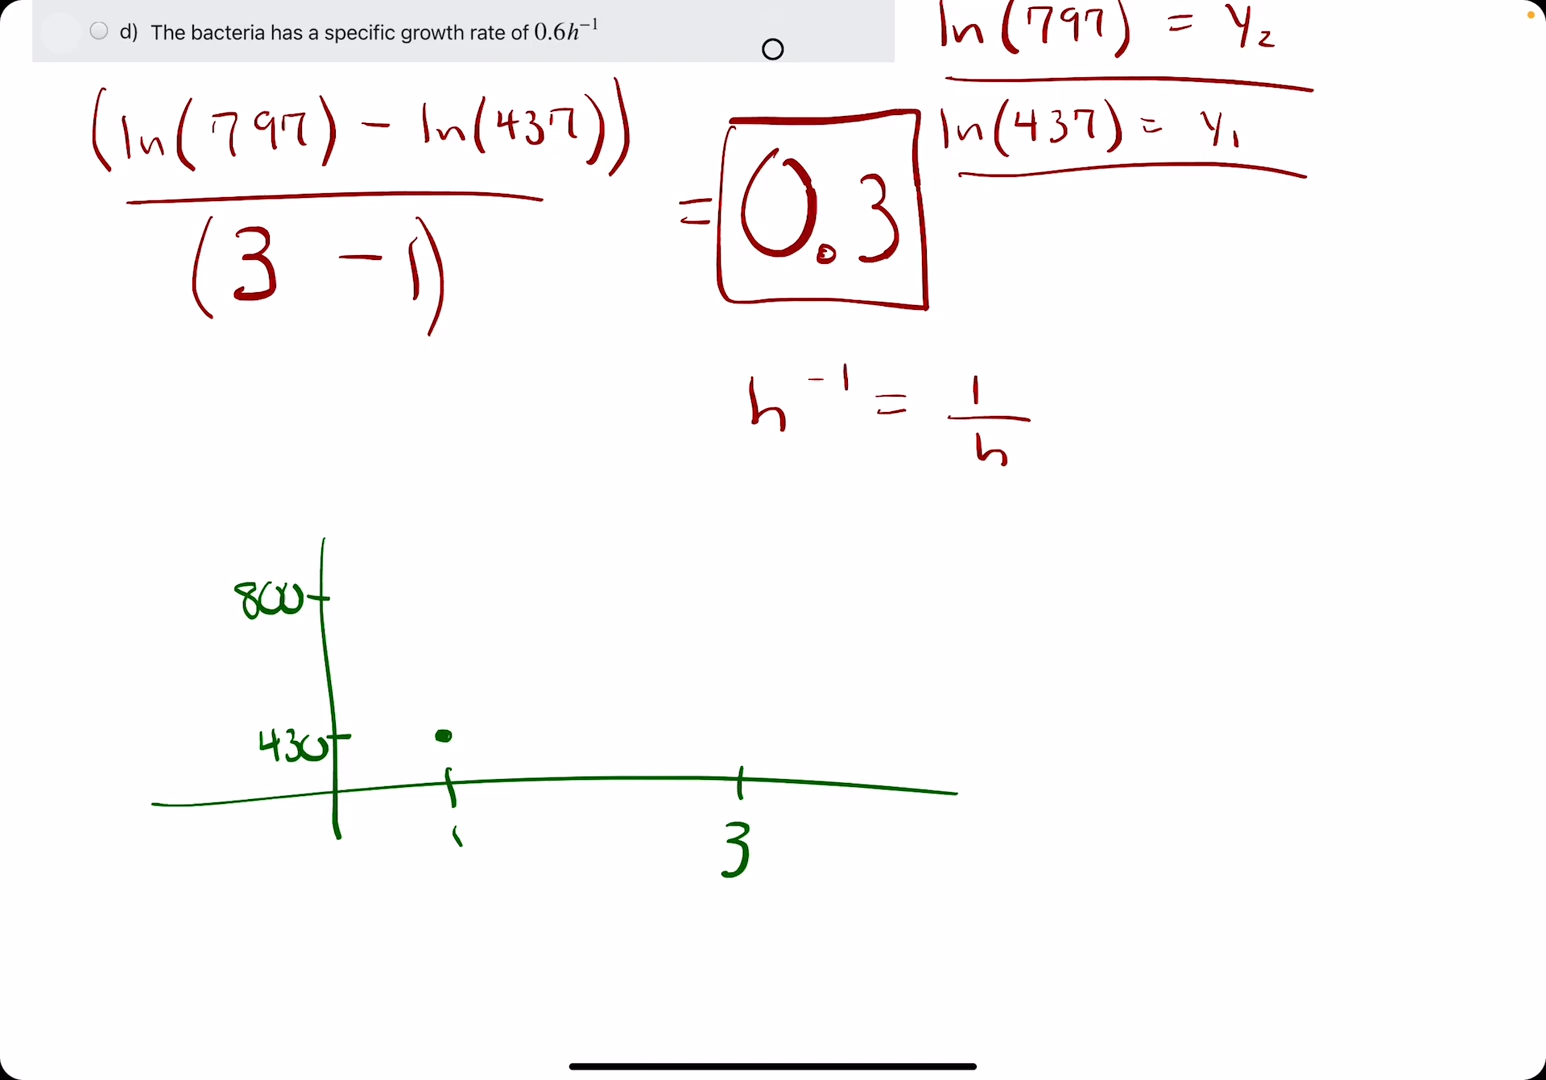 d) The bacteria has a specific growth rate of 0.6h⁻¹
ln(797) = y₂
(ln(797) - ln(437))
ln(437) = y₁
(3 - 1)
= 0.3
h⁻¹ = 1/h
800
430
1
3